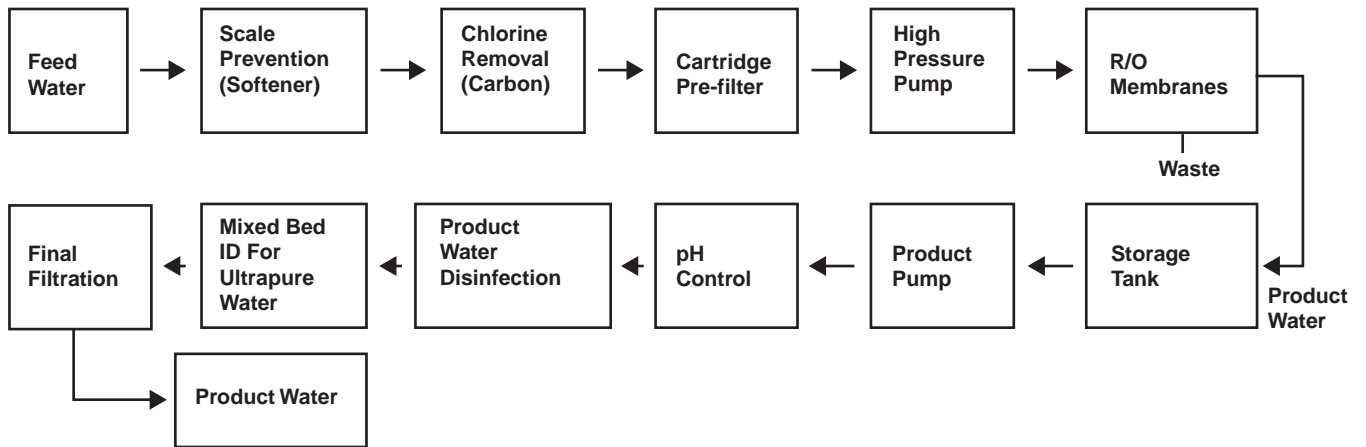 Feed
Water
Scale
Prevention
(Softener)
Chlorine
Removal
(Carbon)
Cartridge
Pre-filter
High
Pressure
Pump
R/O
Membranes
Waste
Product
Water
Storage
Tank
Product
Pump
pH
Control
Product
Water
Disinfection
Mixed Bed
ID For
Ultrapure
Water
Final
Filtration
Product Water